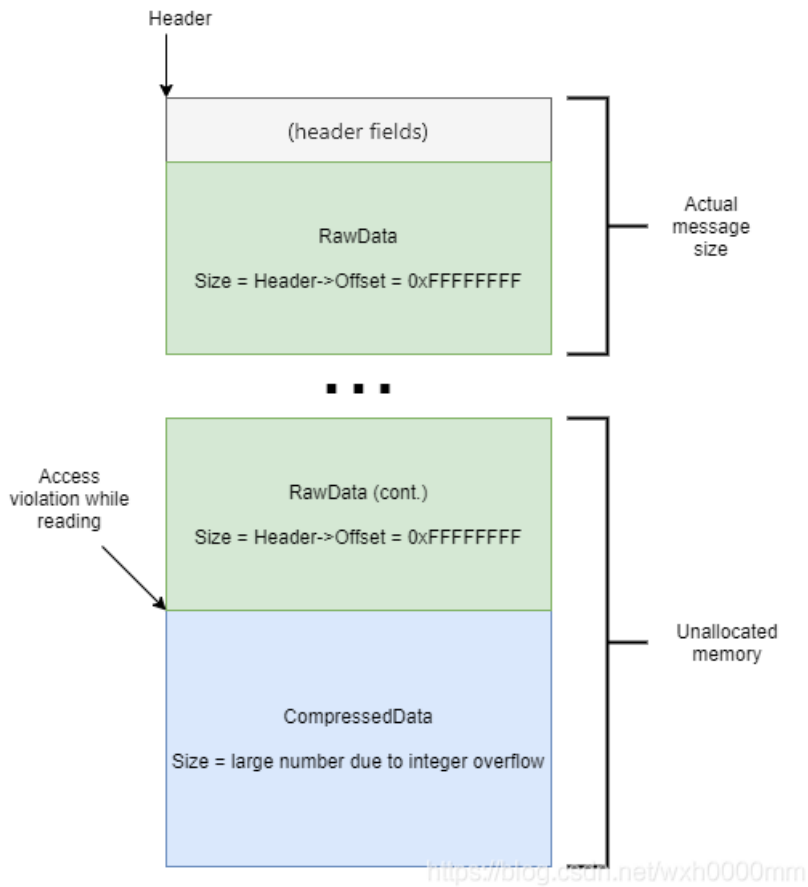 Header
(header fields)
RawData
Size = Header->Offset = 0xFFFFFFFF
Actual
message
size
...
RawData (cont.)
Size = Header->Offset = 0xFFFFFFFF
Access
violation while
reading
Unallocated
memory
CompressedData
Size = large number due to integer overflow
https://blog.csdn.net/wxh0000mm